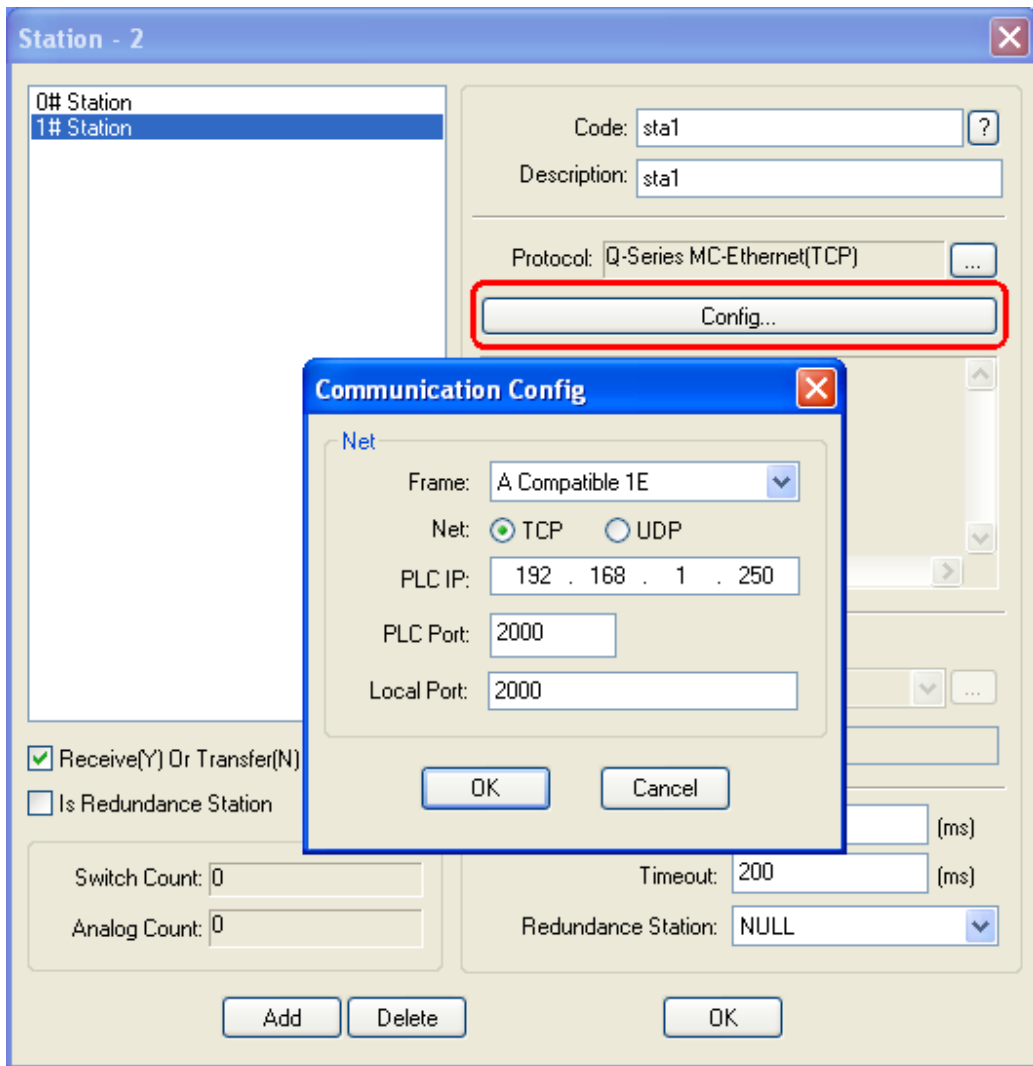 Station - 2
0# Station
1# Station
Code: sta1 ?
Description: sta1
Protocol: Q-Series MC-Ethernet(TCP) ...
Config...
Communication Config
Net
Frame: A Compatible 1E
Net: TCP UDP
PLC IP: 192 . 168 . 1 . 250
PLC Port: 2000
Local Port: 2000
OK Cancel
...
Receive(Y) Or Transfer(N)
Is Redundance Station
Switch Count: 0
Analog Count: 0
(ms)
Timeout: 200 (ms)
Redundance Station: NULL
Add Delete OK